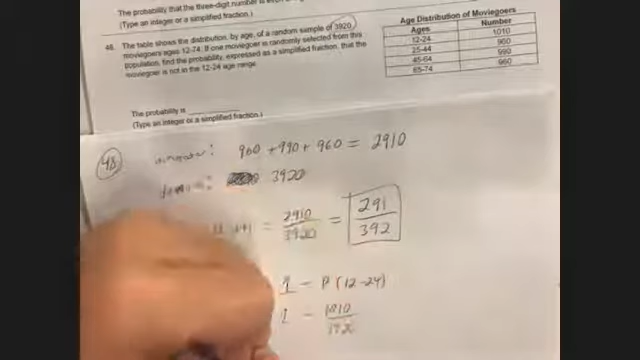 The probability that the three-digit number is even is
(Type an integer or a simplified fraction.)
48. The table shows the distribution, by age, of a random sample of 3920
moviegoers ages 12-74. If one moviegoer is randomly selected from this
population, find the probability, expressed as a simplified fraction, that the
moviegoer is not in the 12-24 age range.
Age Distribution of Moviegoers
Ages Number
12-24 1010
25-44 960
45-64 990
65-74 960
The probability is
(Type an integer or a simplified fraction.)
48
960 + 990 + 960 = 2910
3920
= 2910/3920 = 291/392
1 - P(12-24)
1 - 1010/3920